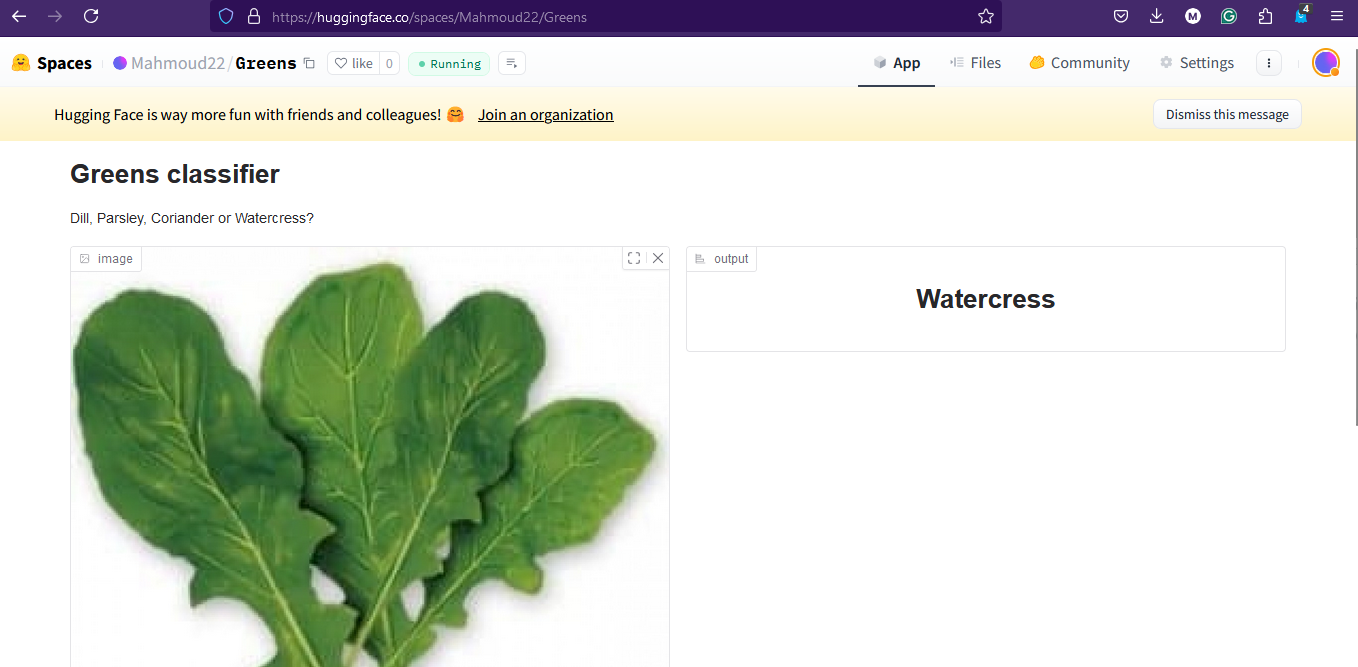 https://huggingface.co/spaces/Mahmoud22/Greens
M
G
4
Spaces
Mahmoud22/Greens
like 0
Running
App
Files
Community
Settings
Hugging Face is way more fun with friends and colleagues! 🤗 Join an organization
Dismiss this message
Greens classifier
Dill, Parsley, Coriander or Watercress?
image
output
Watercress